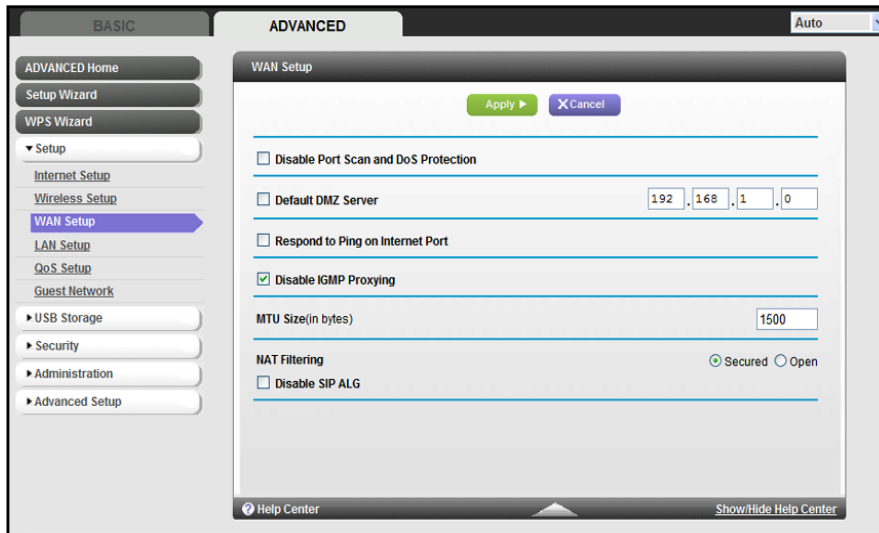 BASIC
ADVANCED
Auto
ADVANCED Home
Setup Wizard
WPS Wizard
Setup
Internet Setup
Wireless Setup
WAN Setup
LAN Setup
QoS Setup
Guest Network
USB Storage
Security
Administration
Advanced Setup
WAN Setup
Apply
Cancel
Disable Port Scan and DoS Protection
Default DMZ Server 192 . 168 . 1 . 0
Respond to Ping on Internet Port
Disable IGMP Proxying
MTU Size(in bytes) 1500
NAT Filtering Secured Open
Disable SIP ALG
Help Center Show/Hide Help Center